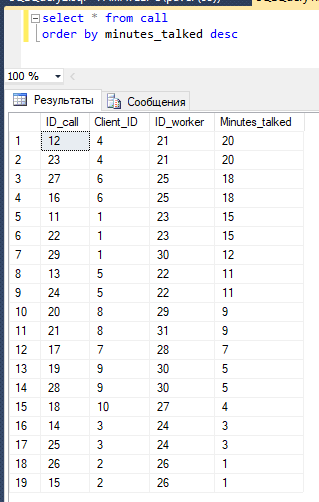 select * from call
order by minutes_talked desc
100 %
Результаты Сообщения
ID_call Client_ID ID_worker Minutes_talked
1 12 4 21 20
2 23 4 21 20
3 27 6 25 18
4 16 6 25 18
5 11 1 23 15
6 22 1 23 15
7 29 1 30 12
8 13 5 22 11
9 24 5 22 11
10 20 8 29 9
11 21 8 31 9
12 17 7 28 7
13 19 9 30 5
14 28 9 30 5
15 18 10 27 4
16 14 3 24 3
17 25 3 24 3
18 26 2 26 1
19 15 2 26 1